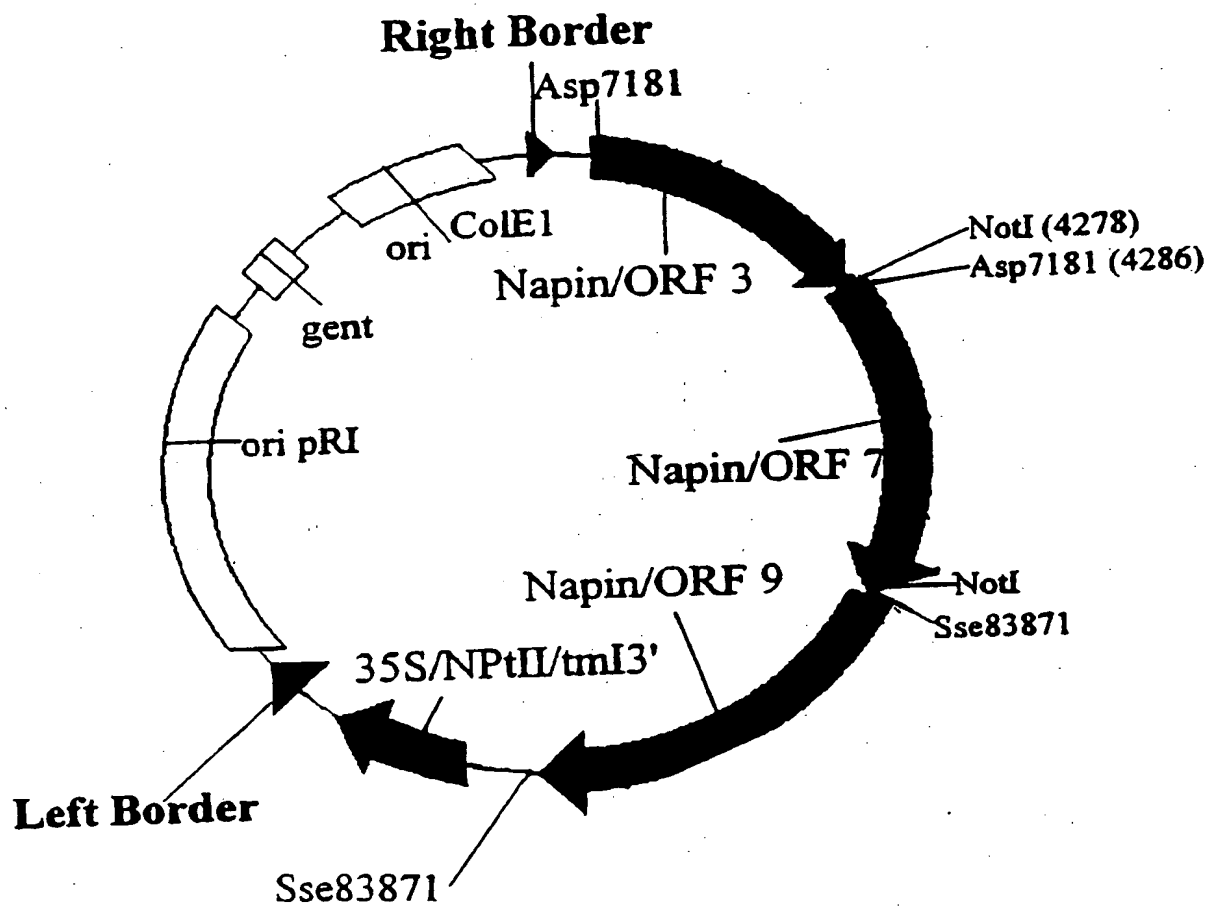 Right Border
Asp7181
ColE1
ori
NotI (4278)
Asp7181 (4286)
Napin/ORF 3
gent
ori pRI
Napin/ORF 7
Napin/ORF 9
NotI
Sse83871
35S/NPtII/tmI3'
Left Border
Sse83871